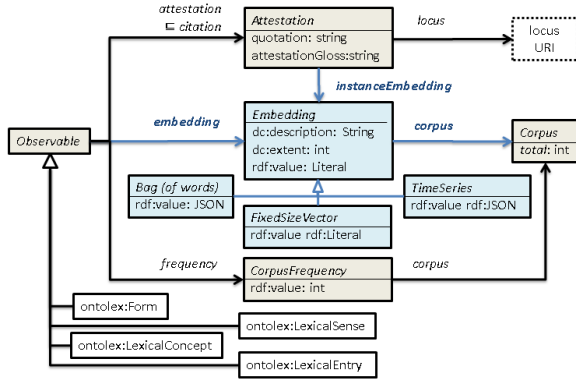 attestation
⊑ citation
Attestation
quotation: string
attestationGloss:string
locus
locus
URI
instanceEmbedding
embedding
Embedding
dc:description: String
dc:extent: int
rdf:value: Literal
corpus
Corpus
total: int
Observable
Bag (of words)
rdf:value: JSON
TimeSeries
rdf:value rdf:JSON
FixedSizeVector
rdf:value rdf:Literal
frequency
CorpusFrequency
rdf:value: int
corpus
ontolex:Form
ontolex:LexicalSense
ontolex:LexicalConcept
ontolex:LexicalEntry